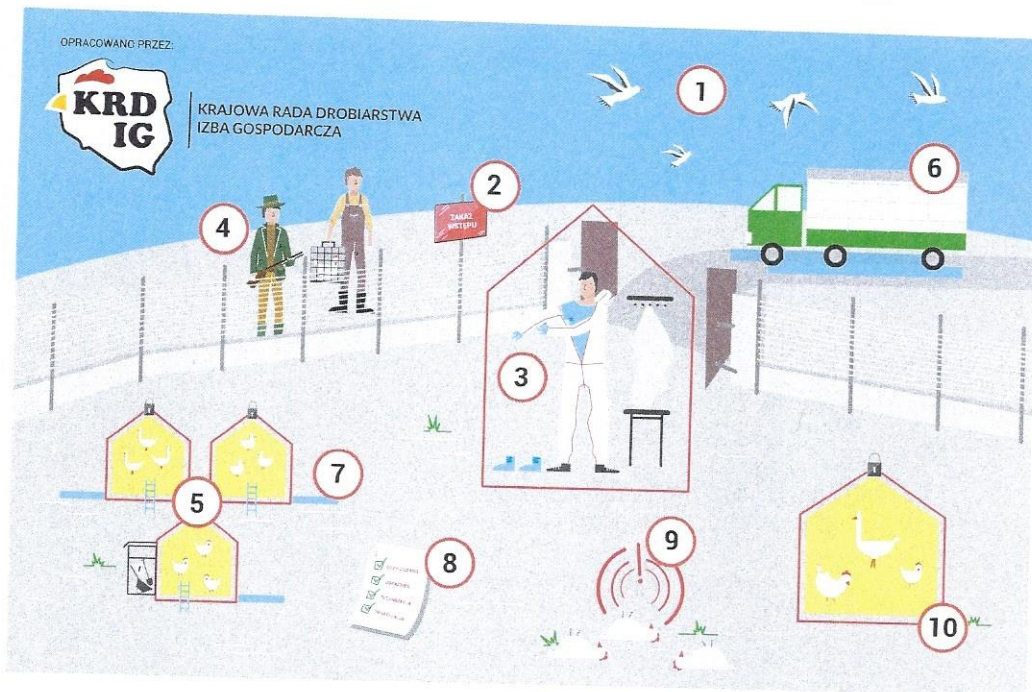 OPRACOWANO PRZEZ:
KRD
IG
KRAJOWA RADA DROBIARSTWA
IZBA GOSPODARCZA
1
2
ZAKAZ
WSTĘPU
6
4
3
7
5
8
9
10